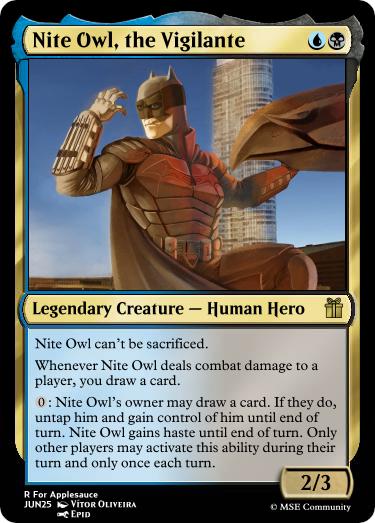 Nite Owl, the Vigilante
Legendary Creature — Human Hero
Nite Owl can't be sacrificed.
Whenever Nite Owl deals combat damage to a
player, you draw a card.
0 : Nite Owl's owner may draw a card. If they do,
untap him and gain control of him until end of
turn. Nite Owl gains haste until end of turn. Only
other players may activate this ability during their
turn and only once each turn.
2/3
R For Applesauce
JUN25 Vitor Oliveira
Epid
© MSE Community